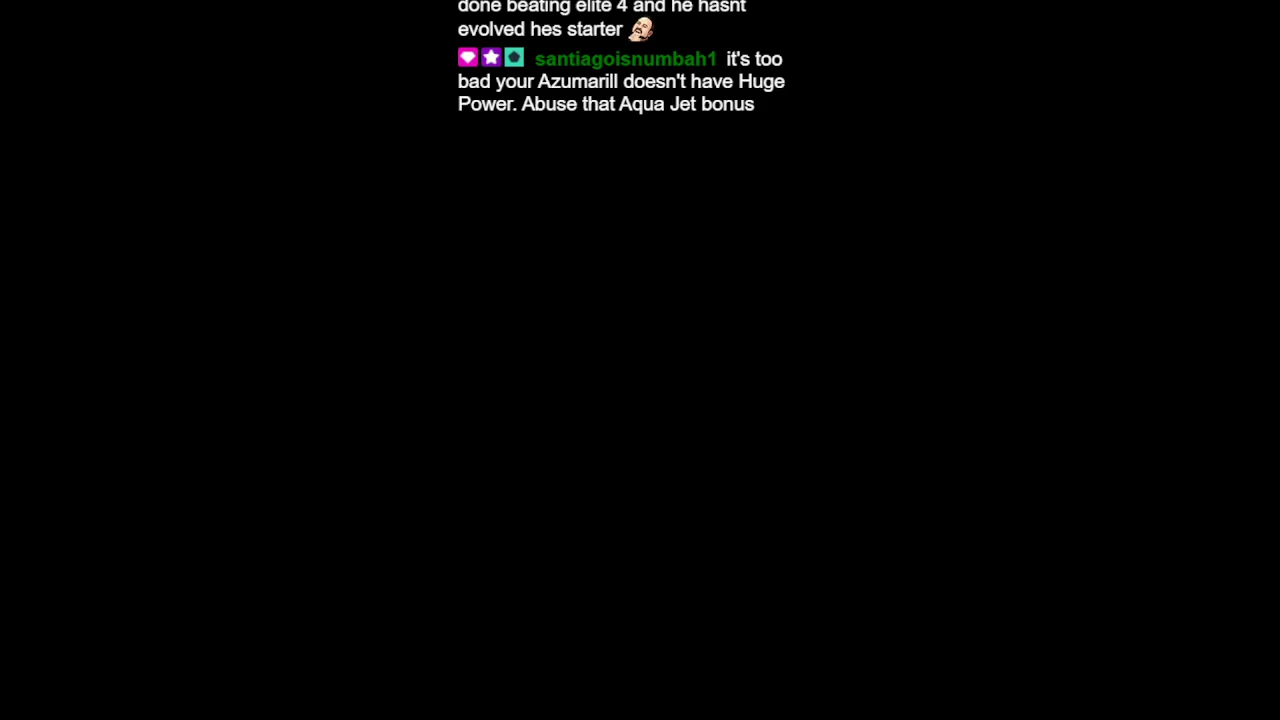 done beating elite 4 and he hasnt
evolved hes starter
santiagoisnumbah1 it's too
bad your Azumarill doesn't have Huge
Power. Abuse that Aqua Jet bonus